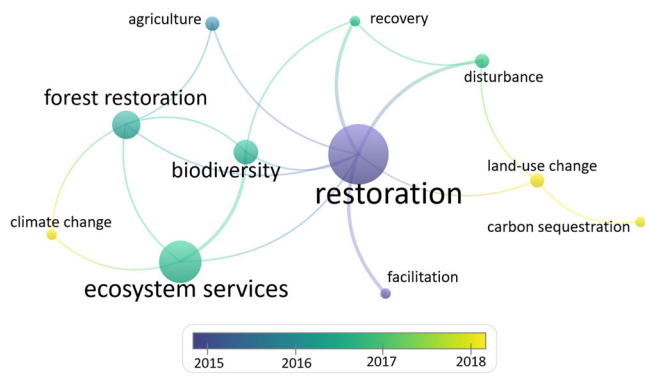 agriculture
recovery
disturbance
forest restoration
biodiversity
land-use change
restoration
climate change
carbon sequestration
facilitation
ecosystem services
2015
2016
2017
2018